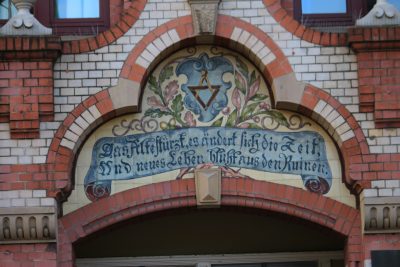 Das Alte stürzt, es ändert sich die Zeit,
Und neues Leben blüht aus den Ruinen.